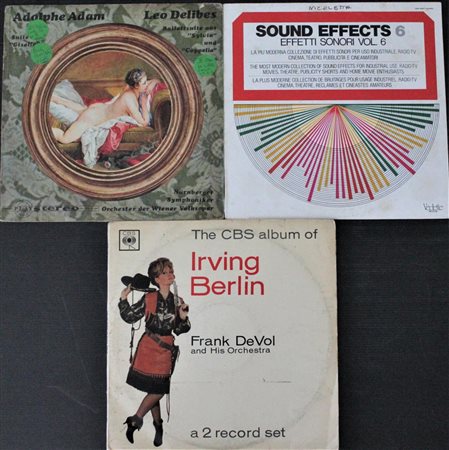 Adolphe Adam
Leo Delibes
Suite aus
"Giselle"
Ballettsuite aus
"Sylvia" und
"Coppelia"
Nürnberger
Symphoniker
Orchester der Wiener Volksoper
stereo
SOUND EFFECTS 6
EFFETTI SONORI VOL. 6
LA PIÙ MODERNA COLLEZIONE DI EFFETTI SONORI PER USO INDUSTRIALE, RADIO TV
CINEMA, TEATRO, PUBBLICITÀ E CINEAMATORI
THE MOST MODERN COLLECTION OF SOUND EFFECTS FOR INDUSTRIAL USE, RADIO TV
MOVIES, THEATRE, PUBLICITY SHORTS AND HOME MOVIE ENTHUSIASTS
LA PLUS MODERNE COLLECTION DE BRUITAGES POUR USAGE INDUSTRIEL, RADIO TV
CINEMA, THEATRE, RECLAMES ET CINEASTES AMATEURS
CBS
The CBS album of
Irving
Berlin
Frank DeVol
and His Orchestra
a 2 record set